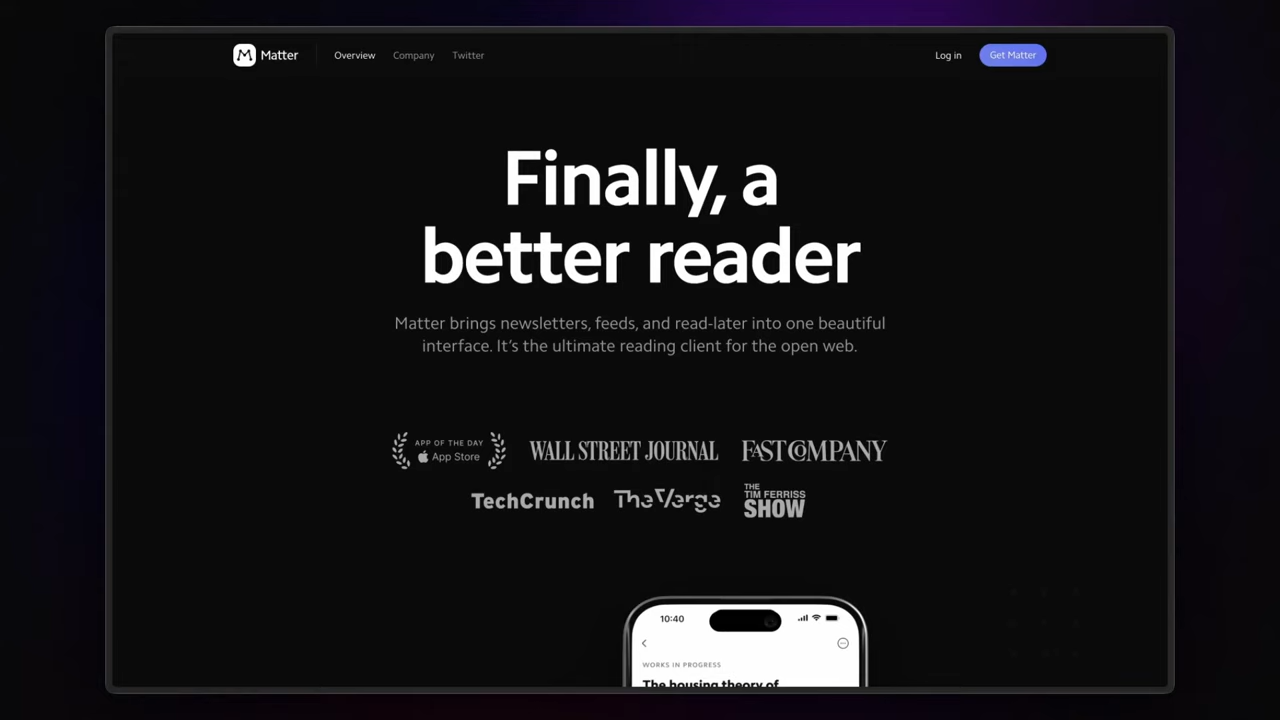 Matter
Overview
Company
Twitter
Log in
Get Matter
Finally, a
better reader
Matter brings newsletters, feeds, and read-later into one beautiful
interface. It’s the ultimate reading client for the open web.
APP OF THE DAY
App Store
WALL STREET JOURNAL
FAST COMPANY
TechCrunch
TheVerge
THE
TIM FERRISS
SHOW
10:40
WORKS IN PROGRESS
The housing theory of